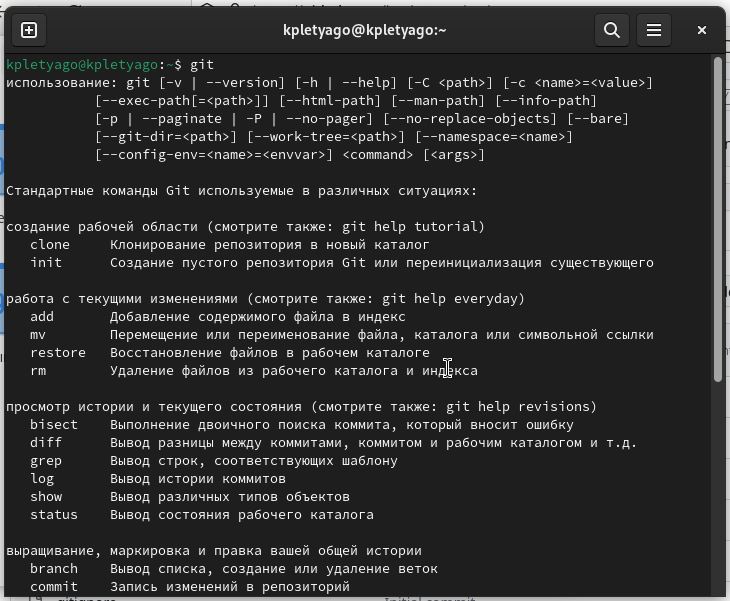 kpletyago@kpletyago:~
kpletyago@kpletyago:~$ git
использование: git [-v | --version] [-h | --help] [-C <path>] [-c <name>=<value>]
[--exec-path[=<path>]] [--html-path] [--man-path] [--info-path]
[-p | --paginate | -P | --no-pager] [--no-replace-objects] [--bare]
[--git-dir=<path>] [--work-tree=<path>] [--namespace=<name>]
[--config-env=<name>=<envvar>] <command> [<args>]
Стандартные команды Git используемые в различных ситуациях:
создание рабочей области (смотрите также: git help tutorial)
clone Клонирование репозитория в новый каталог
init Создание пустого репозитория Git или переинициализация существующего
работа с текущими изменениями (смотрите также: git help everyday)
add Добавление содержимого файла в индекс
mv Перемещение или переименование файла, каталога или символьной ссылки
restore Восстановление файлов в рабочем каталоге
rm Удаление файлов из рабочего каталога и индекса
просмотр истории и текущего состояния (смотрите также: git help revisions)
bisect Выполнение двоичного поиска коммита, который вносит ошибку
diff Вывод разницы между коммитами, коммитом и рабочим каталогом и т.д.
grep Вывод строк, соответствующих шаблону
log Вывод истории коммитов
show Вывод различных типов объектов
status Вывод состояния рабочего каталога
выращивание, маркировка и правка вашей общей истории
branch Вывод списка, создание или удаление веток
commit Запись изменений в репозиторий